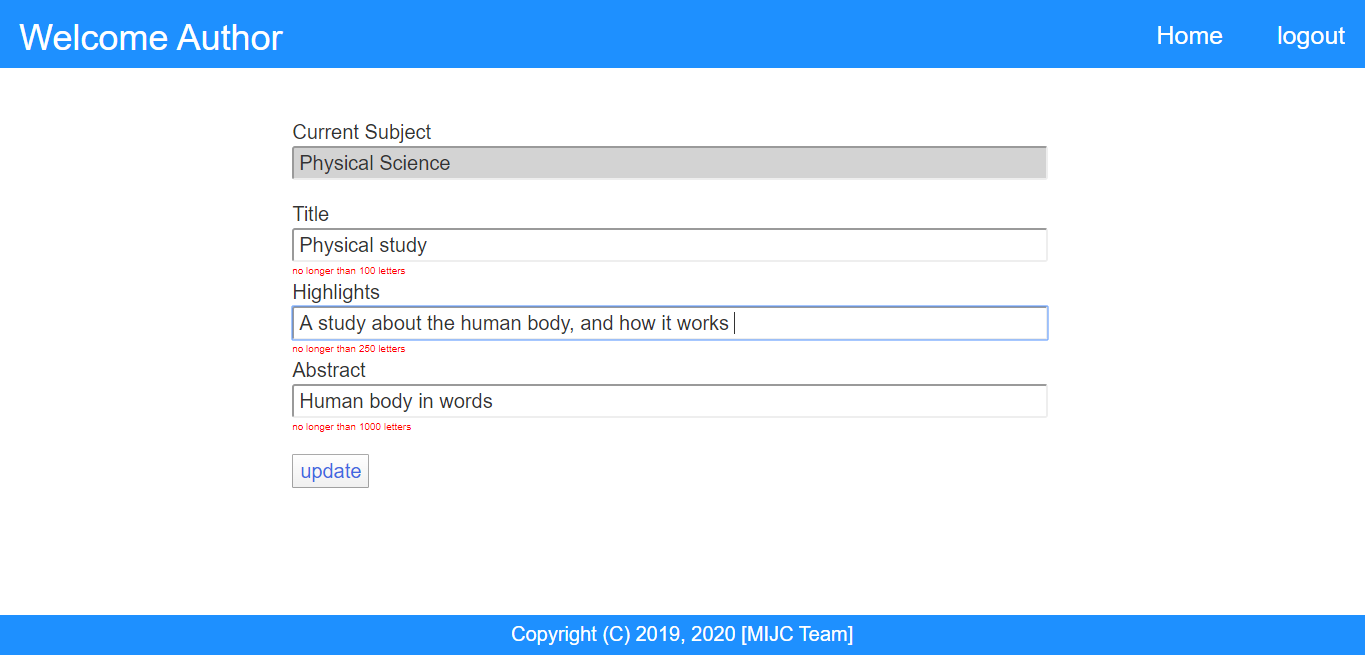 Welcome Author
Home
logout
Current Subject
Physical Science
Title
Physical study
no longer than 100 letters
Highlights
A study about the human body, and how it works
no longer than 250 letters
Abstract
Human body in words
no longer than 1000 letters
update
Copyright (C) 2019, 2020 [MIJC Team]